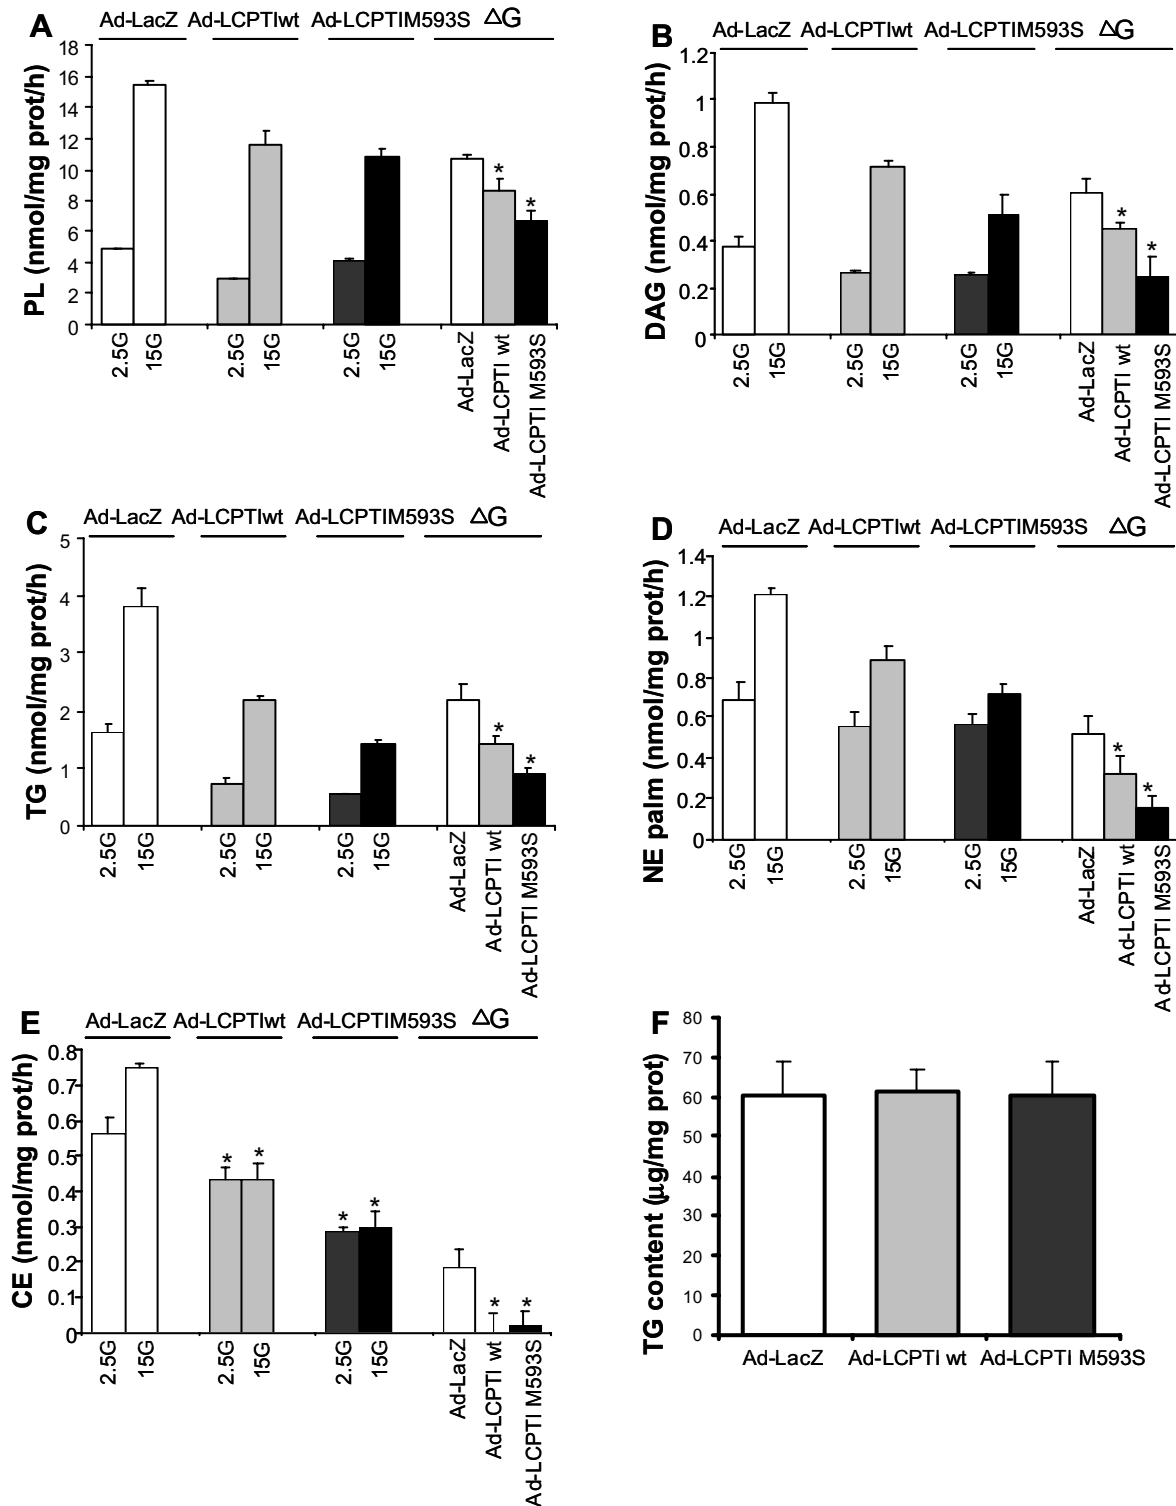 A
Ad-LacZ Ad-LCPTIwt Ad-LCPTIM593S △G
PL (nmol/mg prot/h)
18
16
14
12
10
8
6
4
2
0
2.5G 15G 2.5G 15G 2.5G 15G Ad-LacZ Ad-LCPTI wt Ad-LCPTI M593S
B
Ad-LacZ Ad-LCPTIwt Ad-LCPTIM593S △G
DAG (nmol/mg prot/h)
1.2
1
0.8
0.6
0.4
0.2
0
* *
2.5G 15G 2.5G 15G 2.5G 15G Ad-LacZ Ad-LCPTI wt Ad-LCPTI M593S
C
Ad-LacZ Ad-LCPTIwt Ad-LCPTIM593S △G
TG (nmol/mg prot/h)
5
4
3
2
1
0
* *
2.5G 15G 2.5G 15G 2.5G 15G Ad-LacZ Ad-LCPTI wt Ad-LCPTI M593S
D
Ad-LacZ Ad-LCPTIwt Ad-LCPTIM593S △G
NE palm (nmol/mg prot/h)
1.4
1.2
1
0.8
0.6
0.4
0.2
0
* *
2.5G 15G 2.5G 15G 2.5G 15G Ad-LacZ Ad-LCPTI wt Ad-LCPTI M593S
E
Ad-LacZ Ad-LCPTIwt Ad-LCPTIM593S △G
CE (nmol/mg prot/h)
0.8
0.7
0.6
0.5
0.4
0.3
0.2
0.1
0
* * * * * *
2.5G 15G 2.5G 15G 2.5G 15G Ad-LacZ Ad-LCPTI wt Ad-LCPTI M593S
F
TG content (µg/mg prot)
80
70
60
50
40
30
20
10
0
Ad-LacZ Ad-LCPTI wt Ad-LCPTI M593S